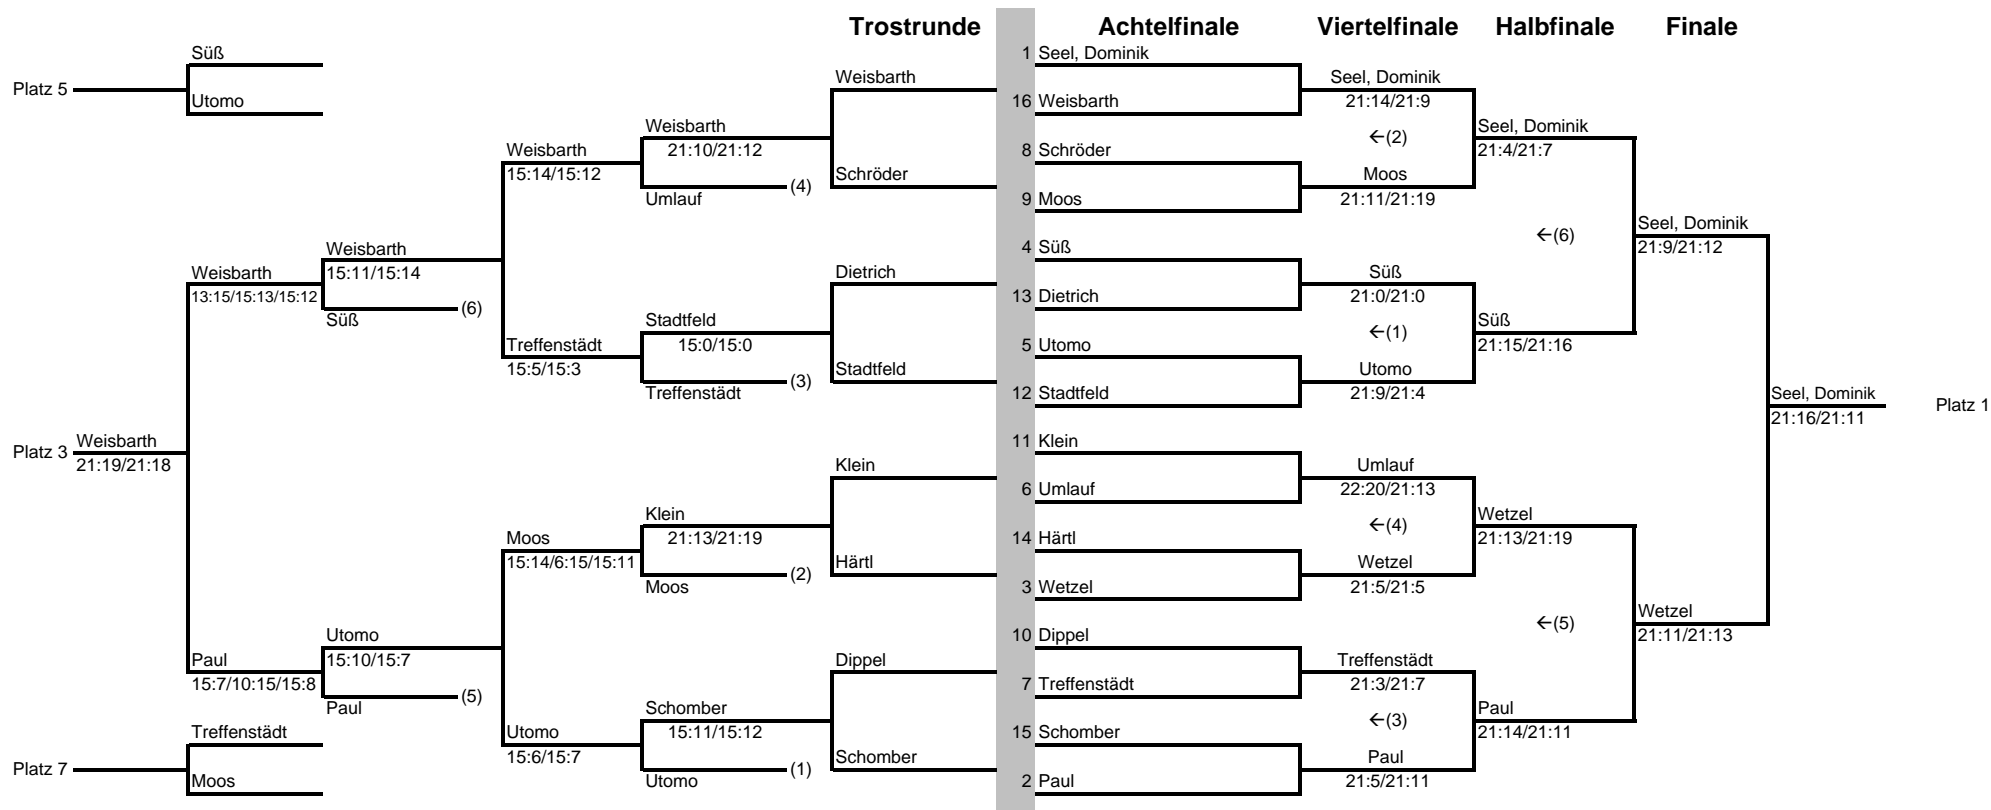 Trostrunde Achtelfinale Viertelfinale Halbfinale Finale
Süß 1 Seel, Dominik
Weisbarth Seel, Dominik
Platz 5
Utomo 16 Weisbarth 21:14/21:9
Weisbarth Seel, Dominik
←(2)
Weisbarth 21:10/21:12 8 Schröder 21:4/21:7
15:14/15:12 Schröder Moos
(4)
Umlauf 9 Moos 21:11/21:19
Seel, Dominik
←(6)
Weisbarth 4 Süß 21:9/21:12
Weisbarth 15:11/15:14 Dietrich Süß
13:15/15:13/15:12 13 Dietrich 21:0/21:0
(6)
Süß Stadtfeld Süß
←(1)
Treffenstädt 15:0/15:0 5 Utomo 21:15/21:16
15:5/15:3 Stadtfeld Utomo
(3)
Treffenstädt 12 Stadtfeld 21:9/21:4 Seel, Dominik
Platz 1
21:16/21:11
Weisbarth 11 Klein
Platz 3
21:19/21:18 Klein Umlauf
6 Umlauf 22:20/21:13
Klein Wetzel
←(4)
Moos 21:13/21:19 14 Härtl 21:13/21:19
15:14/6:15/15:11 Härtl Wetzel
(2)
Moos 3 Wetzel 21:5/21:5
Wetzel
←(5)
Utomo 10 Dippel 21:11/21:13
Paul 15:10/15:7 Dippel Treffenstädt
15:7/10:15/15:8 7 Treffenstädt 21:3/21:7
(5)
Paul Schomber Paul
←(3)
Treffenstädt Utomo 15:11/15:12 15 Schomber 21:14/21:11
15:6/15:7 Schomber Paul
Platz 7 (1)
Moos Utomo 2 Paul 21:5/21:11